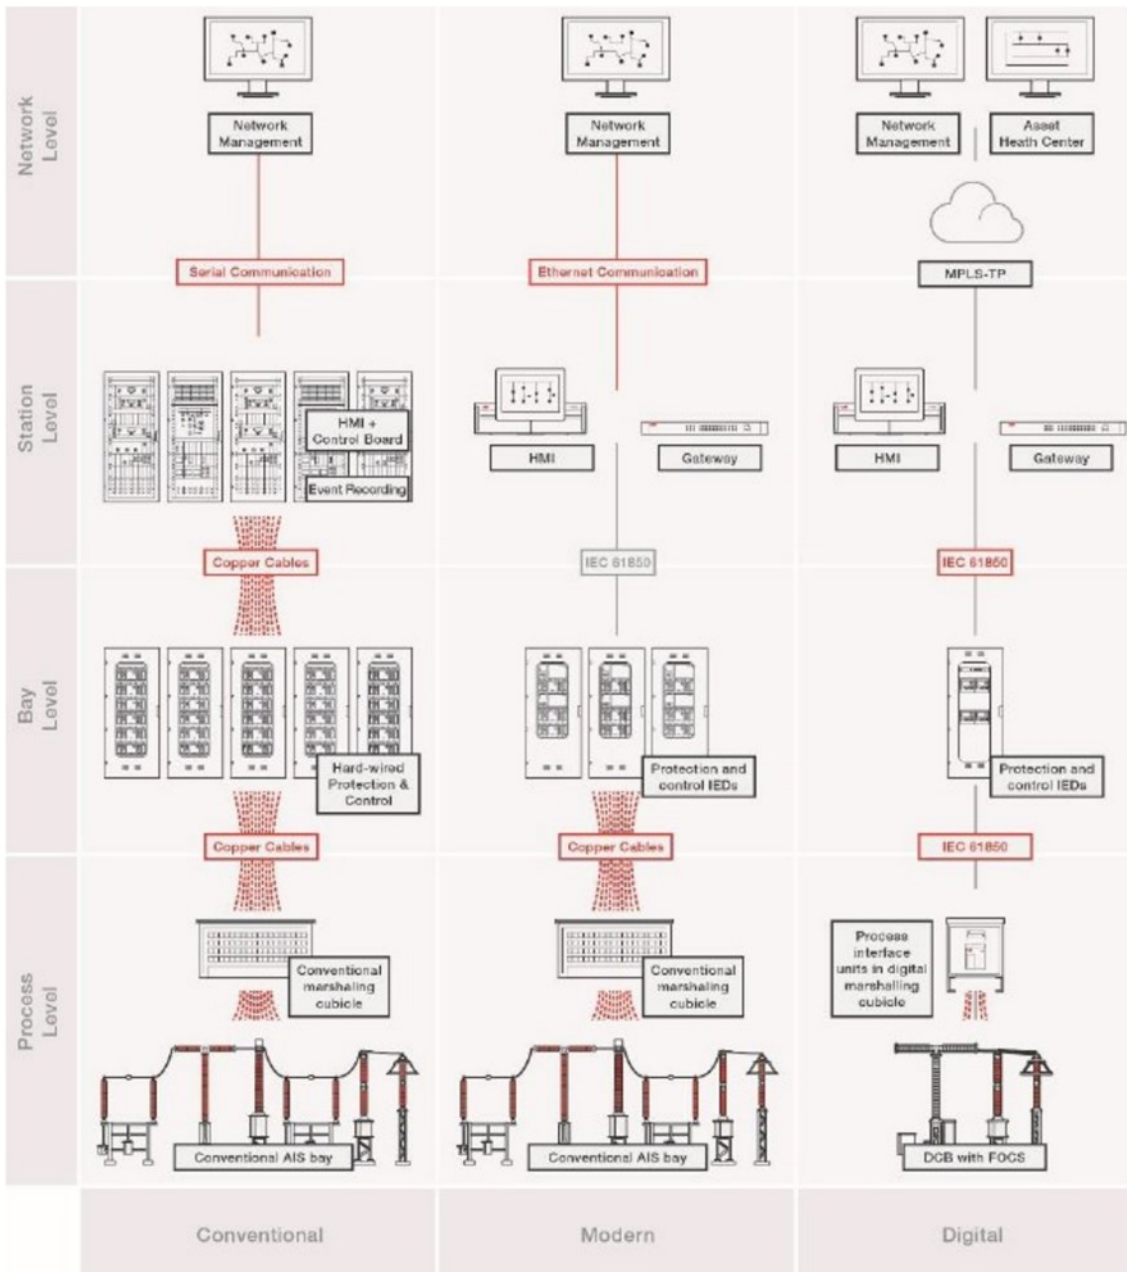 Network
Level
Network
Management
Network
Management
Network
Management
Asset
Heath Center
Serial Communication
Ethernet Communication
MPLS-TP
Station
Level
HMI +
Control Board
Event Recording
HMI
Gateway
HMI
Gateway
Copper Cables
IEC 61850
IEC 61850
Bay
Level
Hard-wired
Protection &
Control
Protection and
control IEDs
Protection and
control IEDs
Copper Cables
Copper Cables
IEC 61850
Process
Level
Conventional
marshaling
cubicle
Conventional
marshaling
cubicle
Process
interface
units in digital
marshalling
cubicle
Conventional AIS bay
Conventional AIS bay
DCB with FOCS
Conventional
Modern
Digital